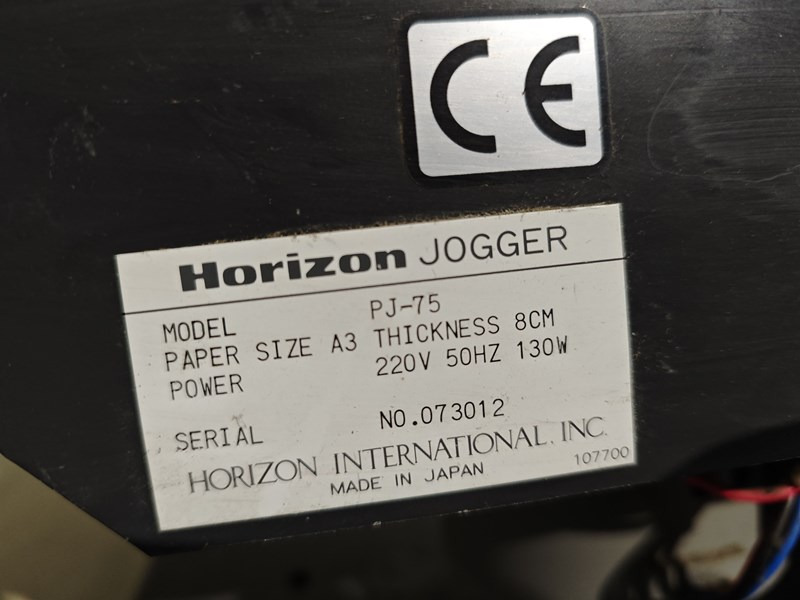 CE
Horizon JOGGER
MODEL PJ-75
PAPER SIZE A3 THICKNESS 8CM
POWER 220V 50HZ 130W
SERIAL NO.073012
HORIZON INTERNATIONAL, INC.
MADE IN JAPAN 107700